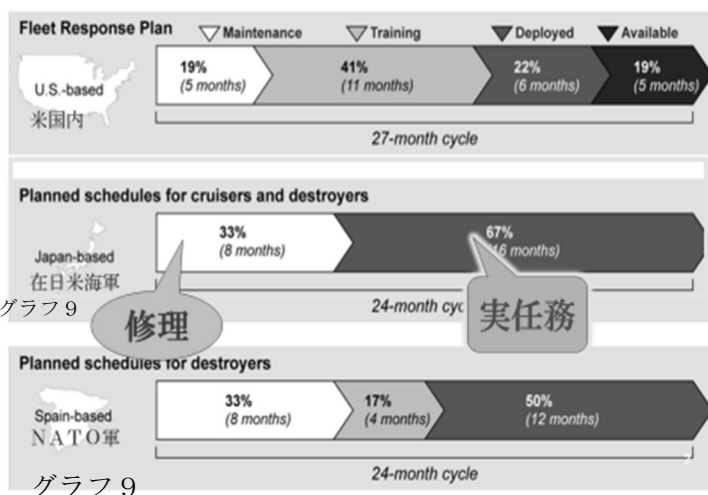 Fleet Response Plan
Maintenance Training Deployed Available
U.S.-based
米国内
19% 41% 22% 19%
(5 months) (11 months) (6 months) (5 months)
27-month cycle
Planned schedules for cruisers and destroyers
Japan-based
在日米海軍
33% 67%
(8 months) 16 months)
24-month cyc
グラフ9
修理
実任務
Planned schedules for destroyers
Spain-based
NATO軍
33% 17% 50%
(8 months) (4 months) (12 months)
24-month cycle
グラフ9